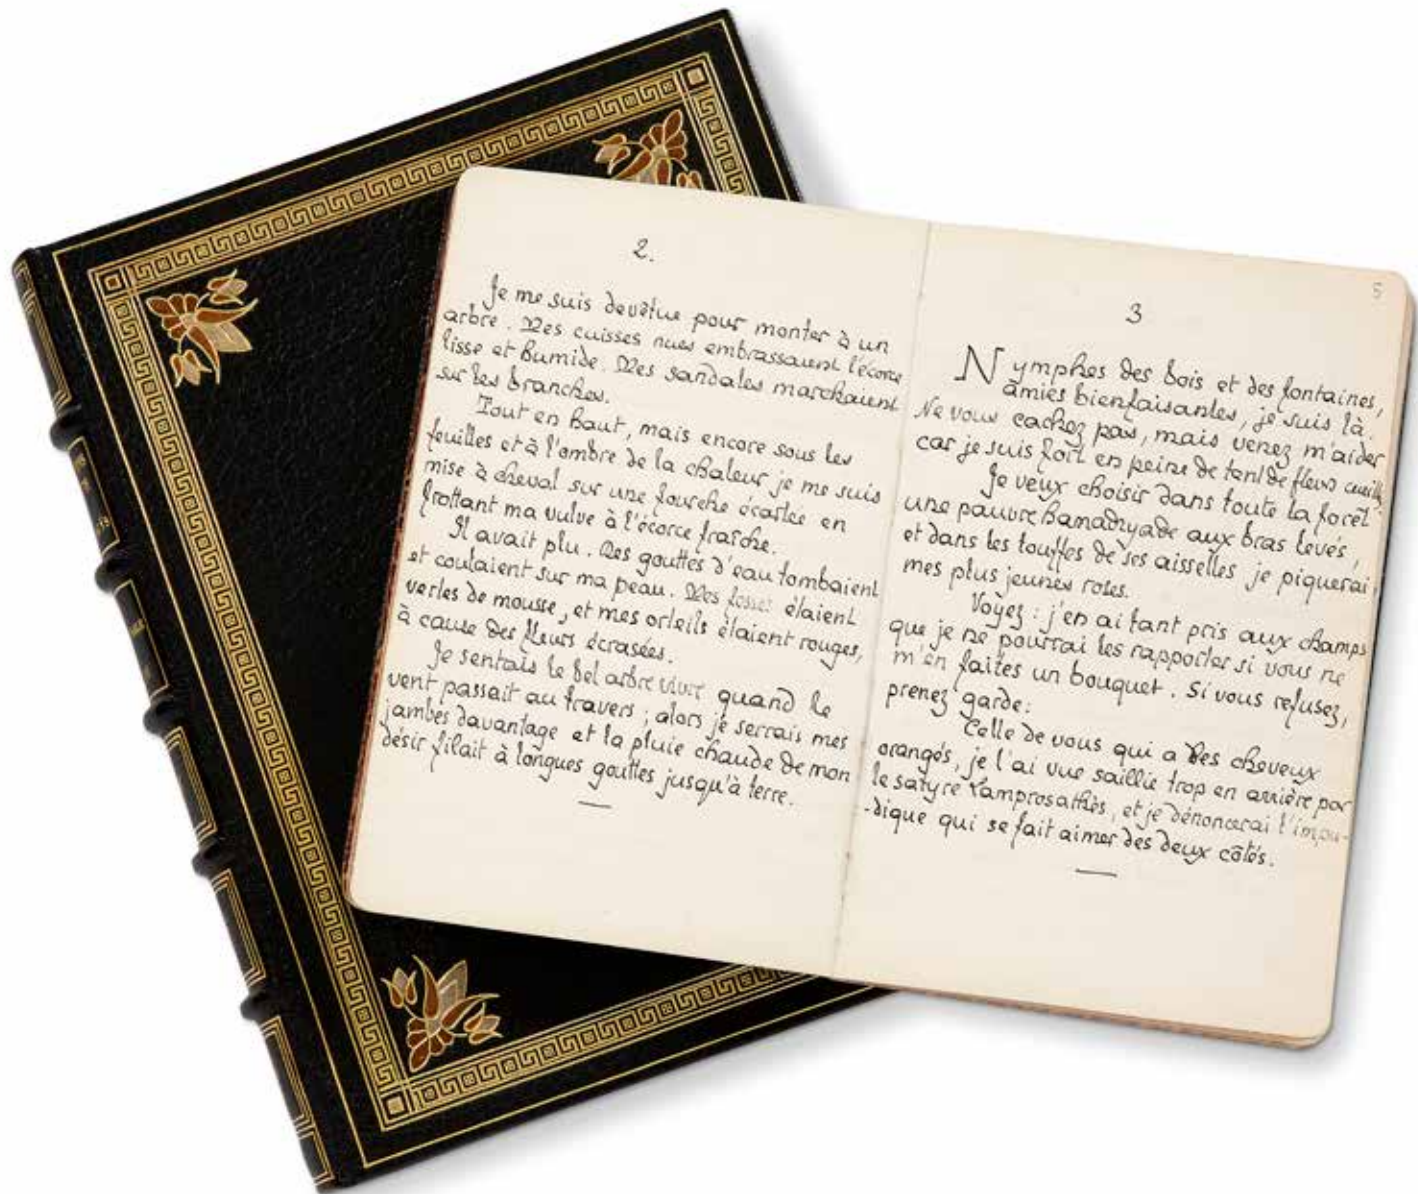 2.
Je me suis dévêtue pour monter à un
arbre. Mes cuisses nues embrassaient l'écorce
lisse et humide. Mes sandales marchaient
sur les branches.
Tout en haut, mais encore sous les
feuilles et à l'ombre de la chaleur je me suis
mise à cheval sur une fourche écartée en
frottant ma vulve à l'écorce fraîche.
Il avait plu. Des gouttes d'eau tombaient
et coulaient sur ma peau. Mes fesses étaient
vertes de mousse, et mes orteils étaient rouges,
à cause des fleurs écrasées.
Je sentais le bel arbre vivre quand le
vent passait au travers ; alors je serrais mes
jambes davantage et la pluie chaude de mon
désir filait à longues gouttes jusqu'à terre.
5
3
Nymphes des bois et des fontaines,
amies bienfaisantes, je suis là.
Ne vous cachez pas, mais venez m'aider
car je suis fort en peine de tant de fleurs
Je veux choisir dans toute la forêt
une pauvre hamadryade aux bras levés,
et dans les touffes de ses aisselles je piquerai
mes plus jeunes roses.
Voyez : j'en ai tant pris aux champs
que je ne pourrai les rapporter si vous ne
m'en faites un bouquet. Si vous refusez,
prenez garde :
Celle de vous qui a des cheveux
orangés, je l'ai vue saillie trop en arrière par
le satyre Lamprosathès, et je dénoncerai l'impu-
-dique qui se fait aimer des deux côtés.